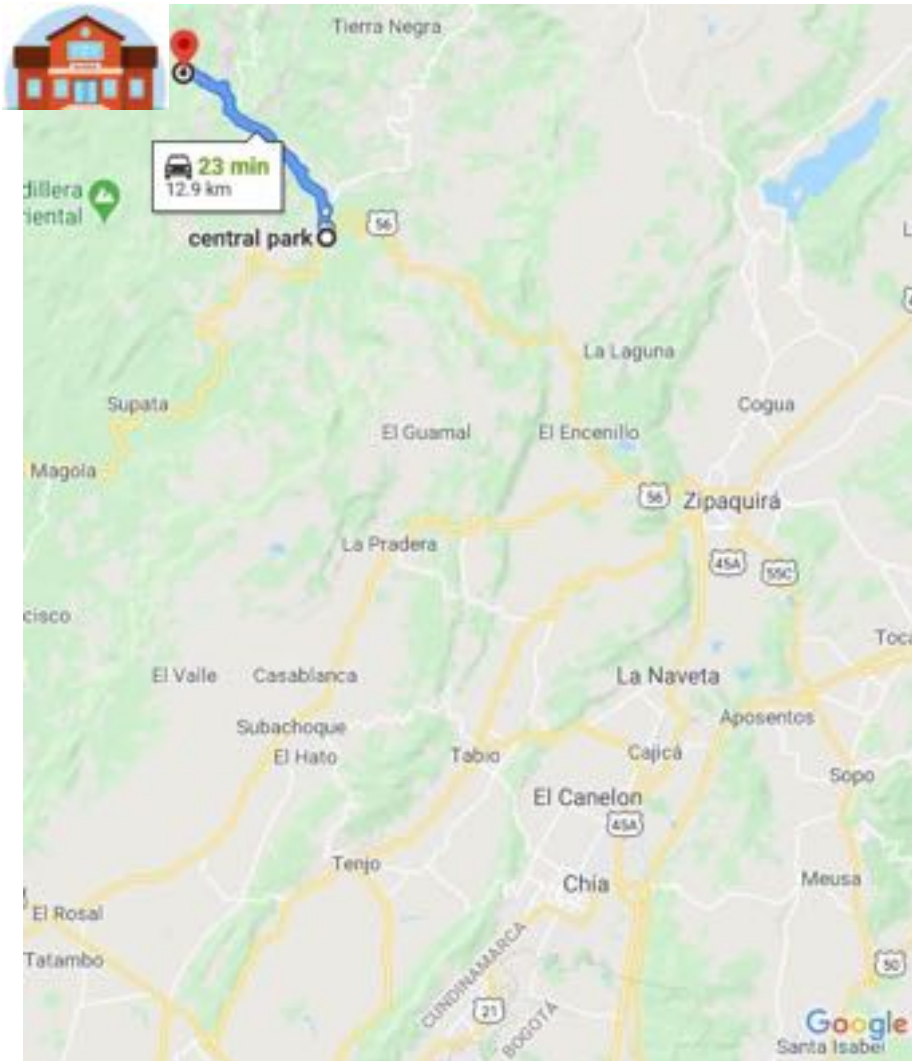 Tierra Negra
23 min
12.9 km
dillera
iental
central park
56
La Laguna
Supata
Cogua
El Guamal
El Encenillo
Magola
56
Zipaquirá
La Pradera
45A
55C
cisco
Toca
El Valle
Casablanca
La Naveta
Subachoque
Aposentos
El Hato
Tabio
Cajicá
Sopo
El Canelon
45A
Tenjo
Chia
Meusa
El Rosal
Tatambo
CUNDINAMARCA
BOGOTÁ
50
21
Google
Santa Isabel